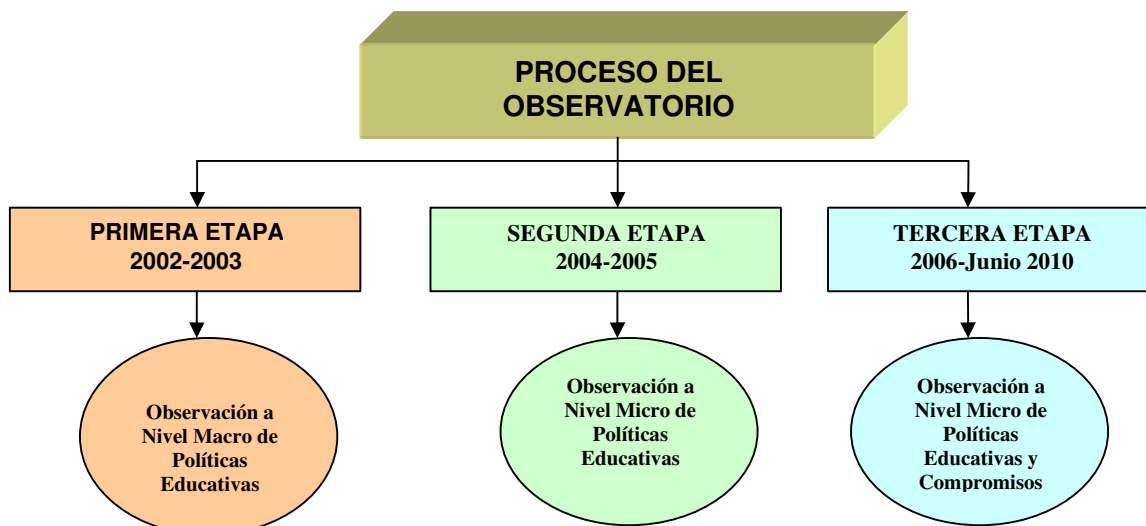 PROCESO DEL
OBSERVATORIO
PRIMERA ETAPA
2002-2003
SEGUNDA ETAPA
2004-2005
TERCERA ETAPA
2006-Junio 2010
Observación a
Nivel Macro de
Políticas
Educativas
Observación a
Nivel Micro de
Políticas
Educativas
Observación a
Nivel Micro de
Políticas
Educativas y
Compromisos